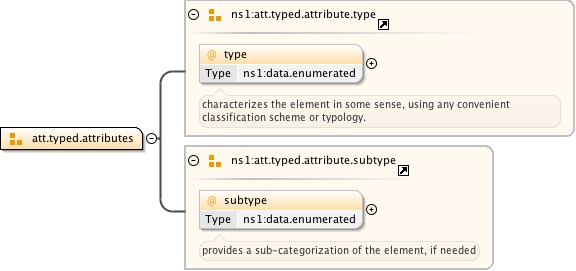 ns1:att.typed.attribute.type
@ type
Type ns1:data.enumerated
characterizes the element in some sense, using any convenient
classification scheme or typology.
att.typed.attributes
ns1:att.typed.attribute.subtype
@ subtype
Type ns1:data.enumerated
provides a sub-categorization of the element, if needed